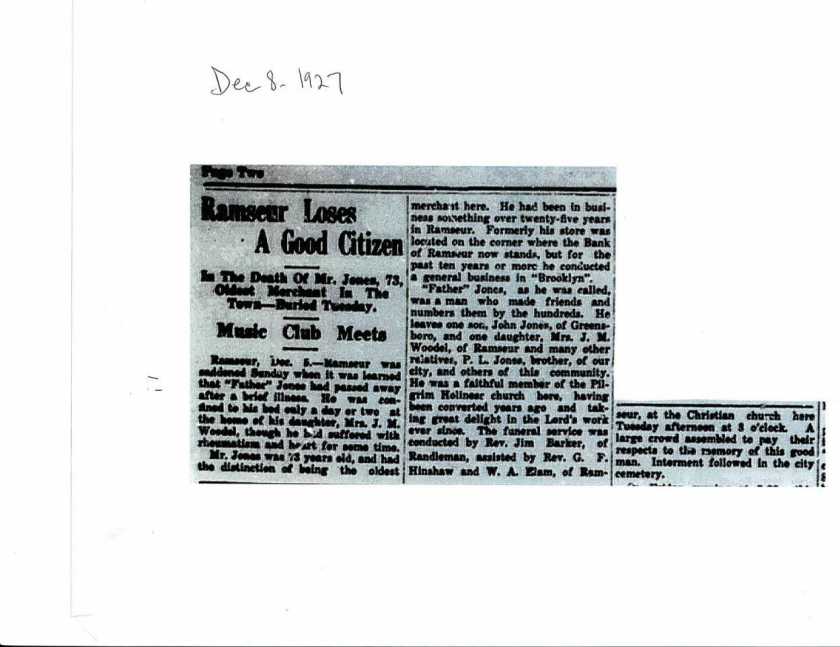 Dec 8- 1927
Page Two
Ramseur Loses
A Good Citizen
In The Death Of Mr. Jones, 73,
Oldest Merchant In The
Town—Buried Tuesday.
Music Club Meets
Ramseur, Dec. 5.—Ramseur was
saddened Sunday when it was learned
that "Father" Jones had passed away
after a brief illness. He was con-
fined to his bed only a day or two at
the home of his daughter, Mrs. J. M.
Woodel, though he had suffered with
rheumatism and heart for some time.
Mr. Jones was 73 years old, and had
the distinction of being the oldest
merchant here. He had been in busi-
ness something over twenty-five years
in Ramseur. Formerly his store was
located on the corner where the Bank
of Ramseur now stands, but for the
past ten years or more he conducted
a general business in "Brooklyn".
"Father" Jones, as he was called,
was a man who made friends and
numbers them by the hundreds. He
leaves one son, John Jones, of Greens-
boro, and one daughter, Mrs. J. M.
Woodel, of Ramseur and many other
relatives, P. L. Jones, brother, of our
city, and others of this community.
He was a faithful member of the Pil-
grim Holiness church here, having
been converted years ago and tak-
ing great delight in the Lord's work
ever since. The funeral service was
conducted by Rev. Jim Barker, of
Randleman, assisted by Rev. G. F.
Hinshaw and W. A. Elam, of Ram-
seur, at the Christian church here
Tuesday afternoon at 3 o'clock. A
large crowd assembled to pay their
respects to the memory of this good
man. Interment followed in the city
cemetery.